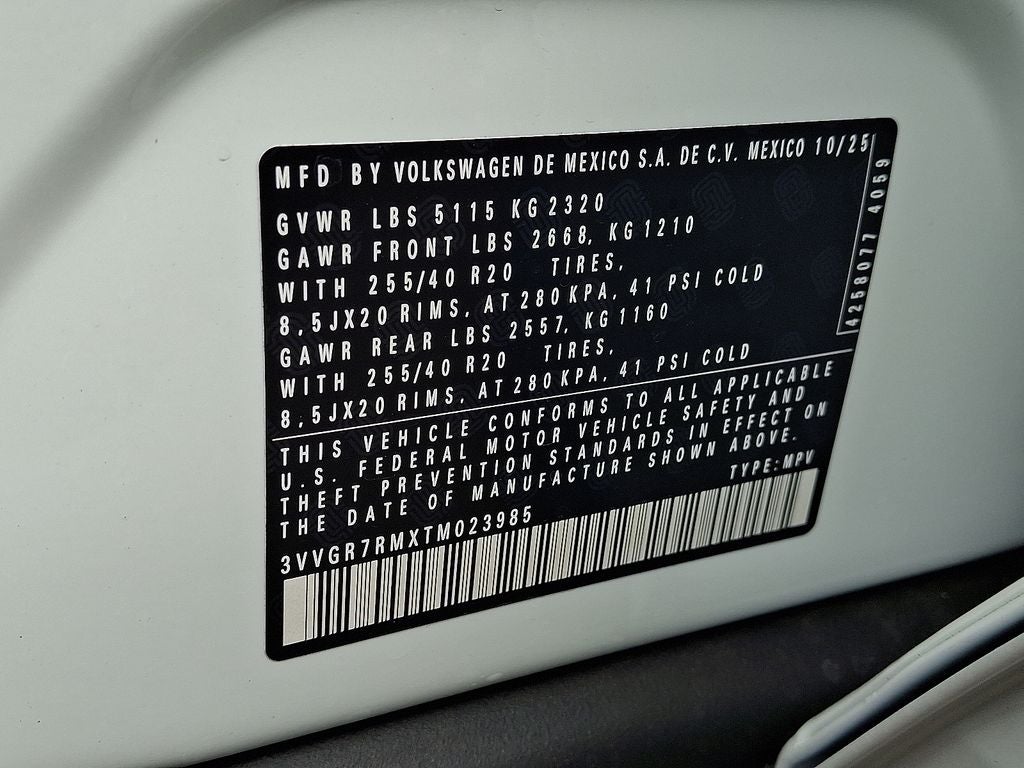 MFD BY VOLKSWAGEN DE MEXICO S.A. DE C.V. MEXICO 10/25
GVWR LBS 5115 KG 2320
GAWR FRONT LBS 2668, KG 1210
WITH 255/40 R20 TIRES,
8,5JX20 RIMS, AT 280 KPA, 41 PSI COLD
GAWR REAR LBS 2557, KG 1160
WITH 255/40 R20 TIRES,
8,5JX20 RIMS, AT 280 KPA, 41 PSI COLD
THIS VEHICLE CONFORMS TO ALL APPLICABLE
U.S. FEDERAL MOTOR VEHICLE SAFETY AND
THEFT PREVENTION STANDARDS IN EFFECT ON
THE DATE OF MANUFACTURE SHOWN ABOVE.
TYPE:MPV
3VVGR7RMXTM023985
4258077 4059